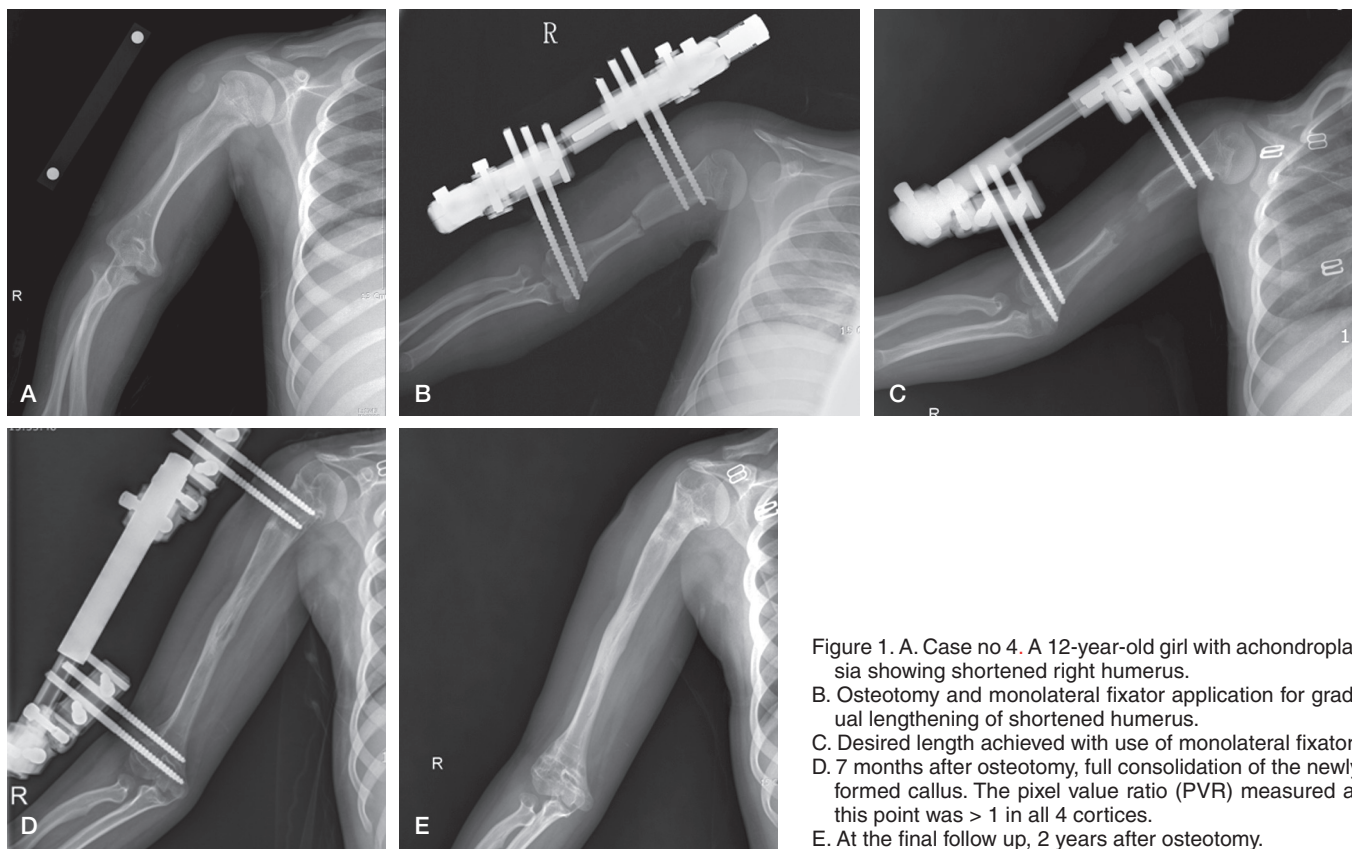 R
R
A
B
15 C
C
1
R
D
R
E
R
Figure 1. A. Case no 4. A 12-year-old girl with achondropla-
sia showing shortened right humerus.
B. Osteotomy and monolateral fixator application for grad-
ual lengthening of shortened humerus.
C. Desired length achieved with use of monolateral fixator
D. 7 months after osteotomy, full consolidation of the newly
formed callus. The pixel value ratio (PVR) measured a
this point was > 1 in all 4 cortices.
E. At the final follow up, 2 years after osteotomy.